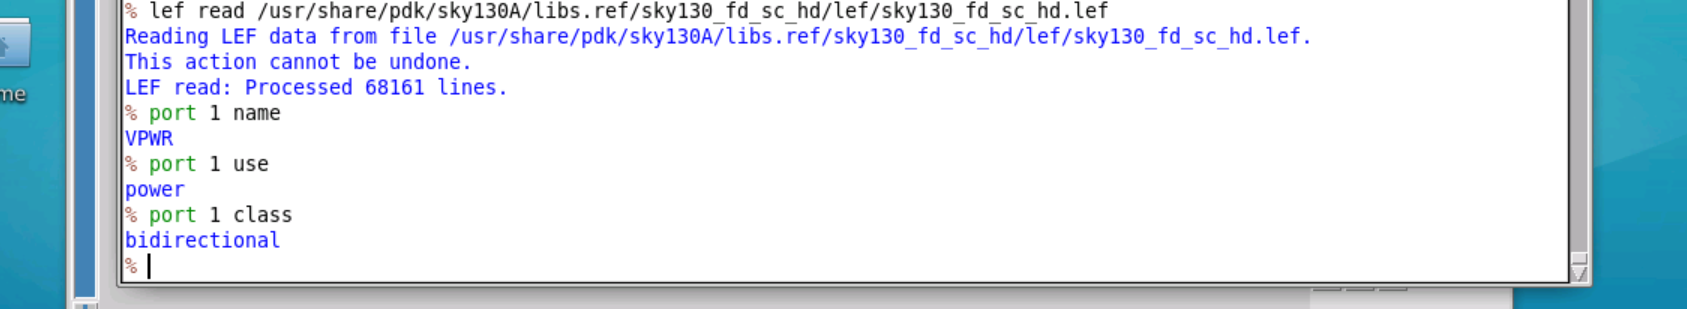 % lef read /usr/share/pdk/sky130A/libs.ref/sky130_fd_sc_hd/lef/sky130_fd_sc_hd.lef
Reading LEF data from file /usr/share/pdk/sky130A/libs.ref/sky130_fd_sc_hd/lef/sky130_fd_sc_hd.lef.
This action cannot be undone.
LEF read: Processed 68161 lines.
me
% port 1 name
VPWR
% port 1 use
power
% port 1 class
bidirectional
%